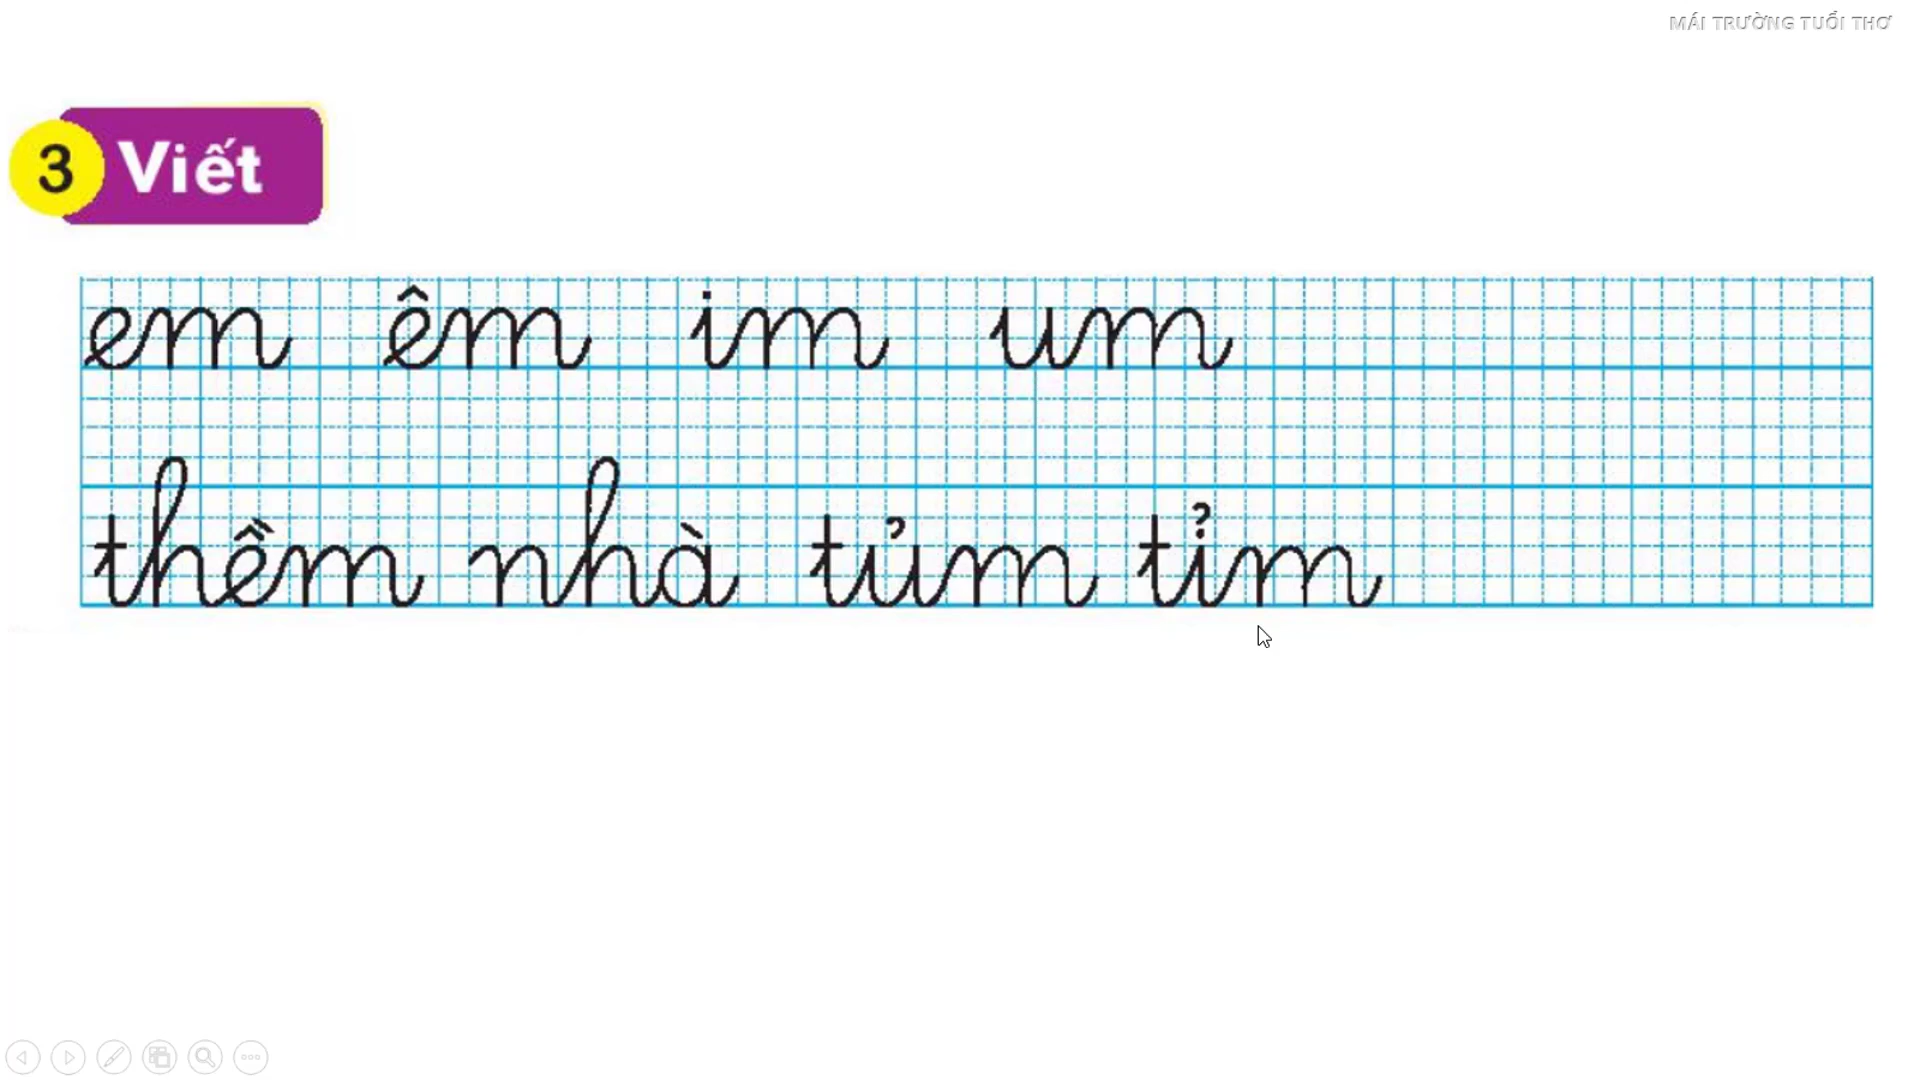 MÁI TRƯỜNG TUỔI THƠ
3 Viết
em êm im um
thềm nhà tủm tỉm